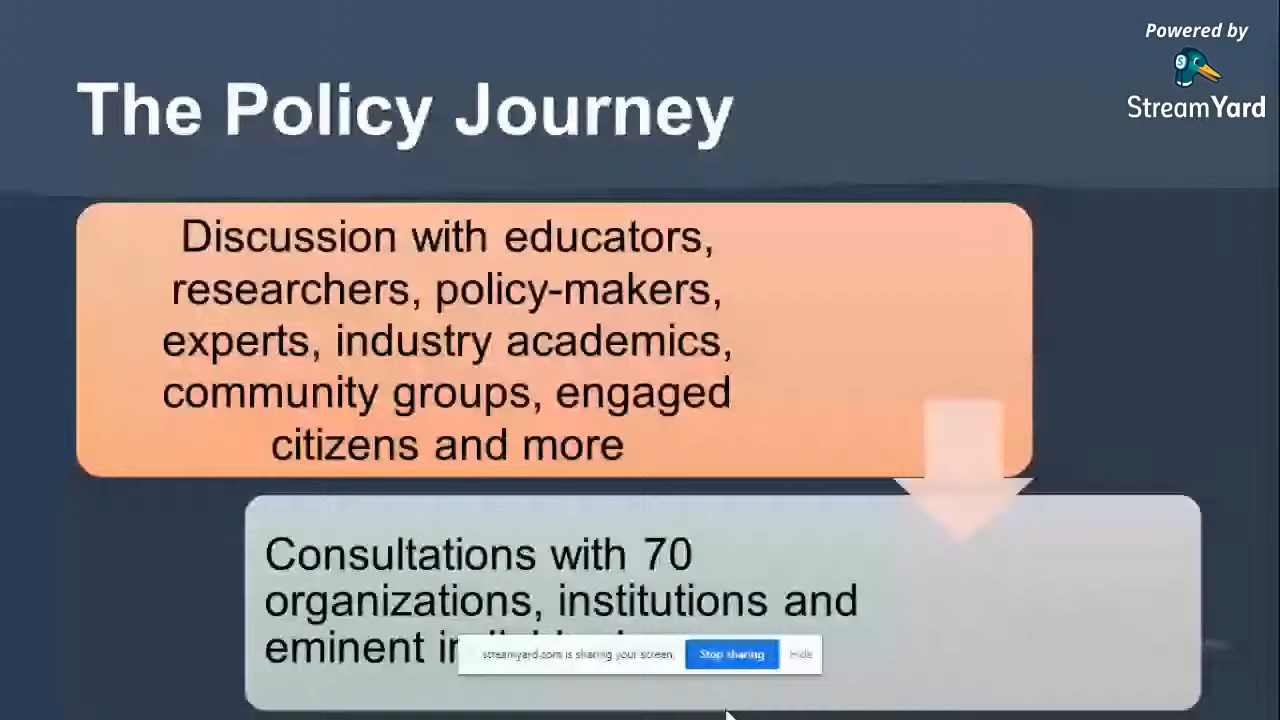 Powered by
StreamYard
The Policy Journey
Discussion with educators,
researchers, policy-makers,
experts, industry academics,
community groups, engaged
citizens and more
Consultations with 70
organizations, institutions and
eminent
streamyard.com is sharing your screen.
Stop sharing
Hide